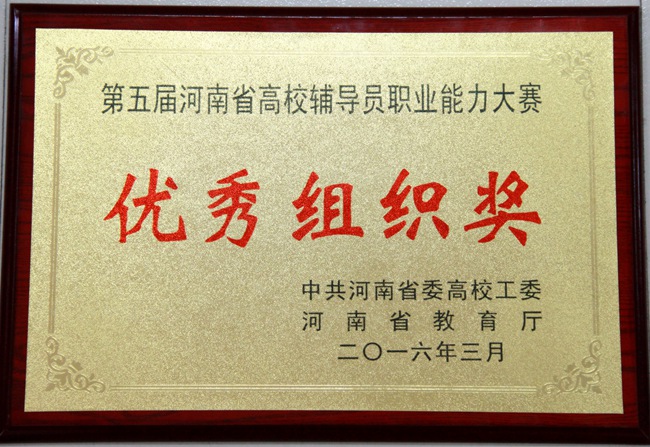 第五届河南省高校辅导员职业能力大赛
优秀组织奖
中共河南省委高校工委
河南省教育厅
二〇一六年三月